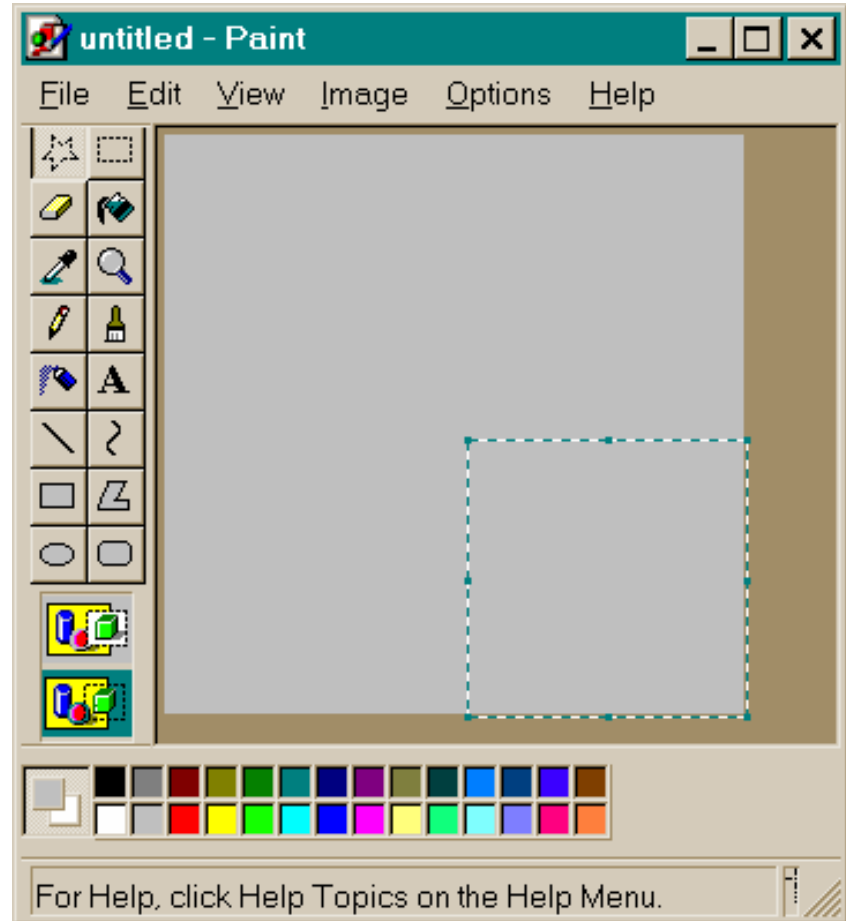 untitled - Paint
File Edit View Image Options Help
A
For Help, click Help Topics on the Help Menu.